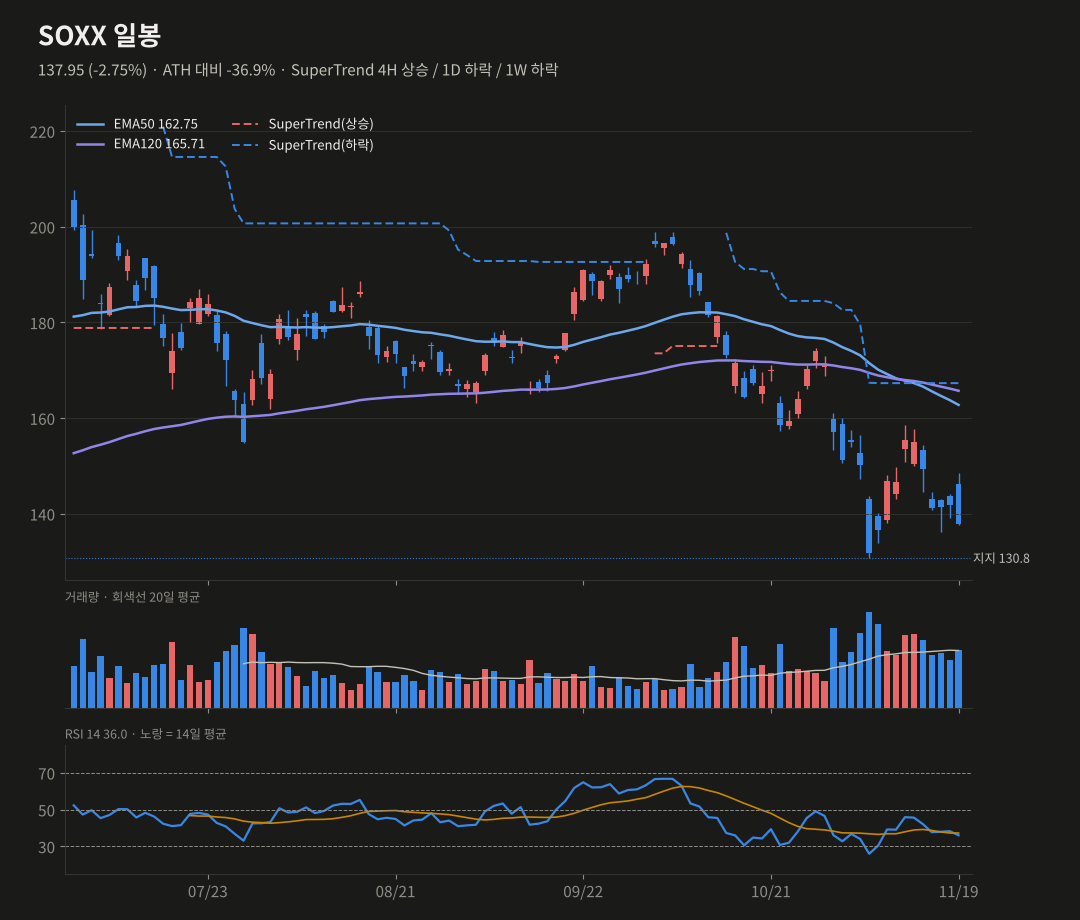 SOXX 일봉
137.95 (-2.75%) · ATH 대비 -36.9% · SuperTrend 4H 상승 / 1D 하락 / 1W 하락
EMA50 162.75
SuperTrend(상승)
EMA120 165.71
SuperTrend(하락)
220
200
180
160
140
지지 130.8
거래량 · 회색선 20일 평균
RSI 14 36.0 · 노랑 = 14일 평균
70
50
30
07/23
08/21
09/22
10/21
11/19